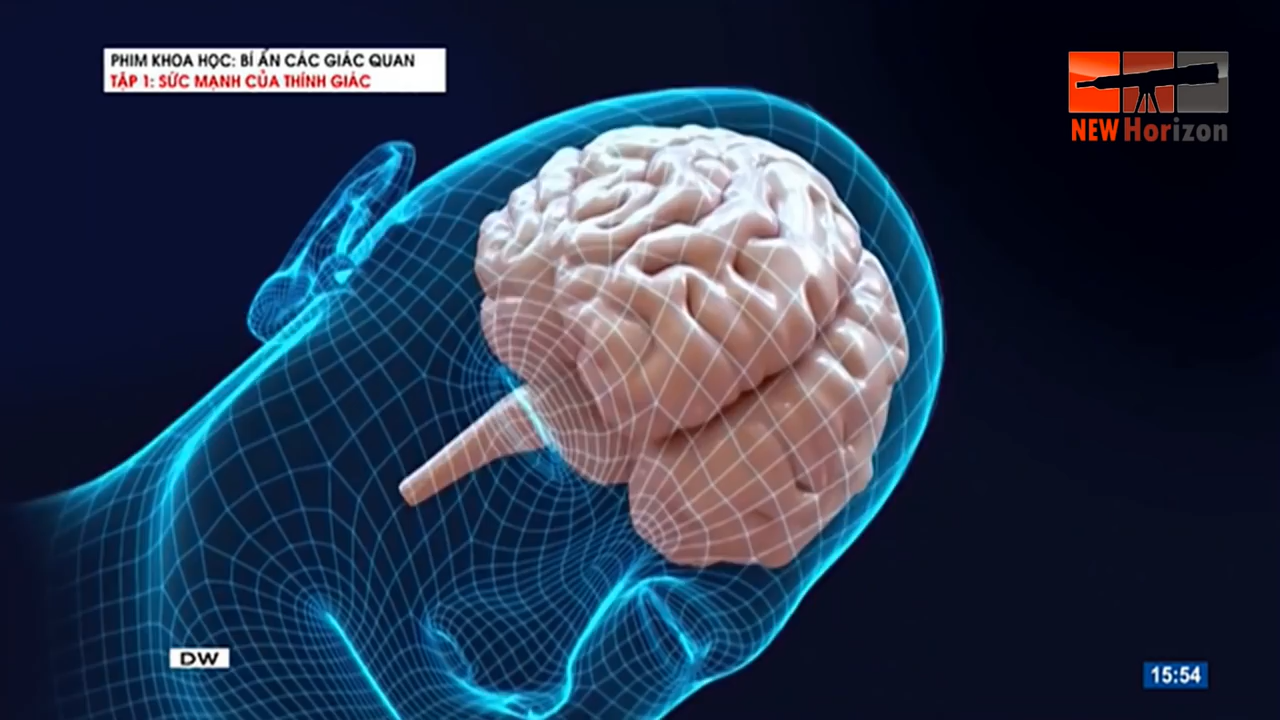 PHIM KHOA HỌC: BÍ ẨN CÁC GIÁC QUAN
TẬP 1: SỨC MẠNH CỦA THÍNH GIÁC
NEW Horizon
DW
15:54